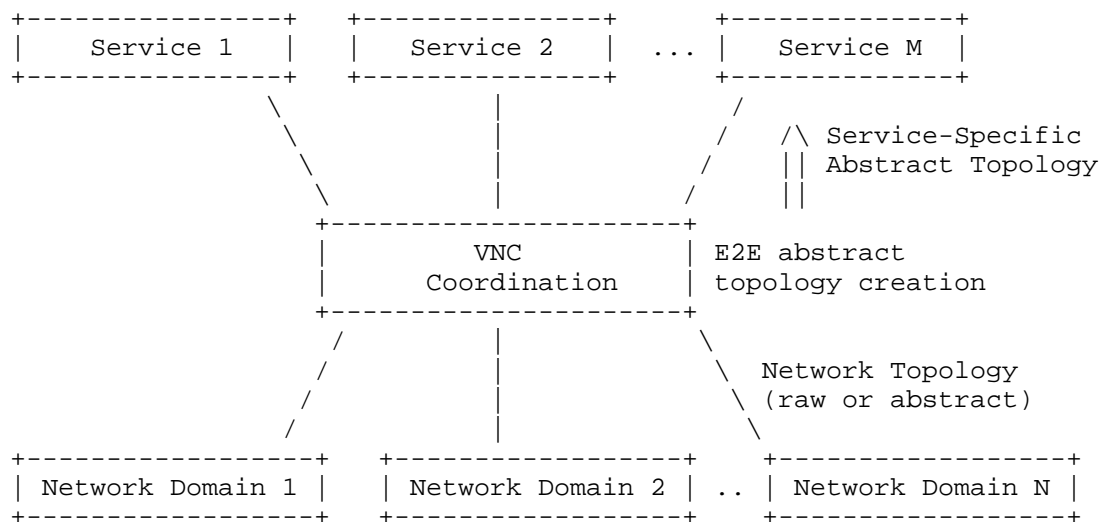 Service 1 Service 2 ... Service M
/\ Service-Specific
|| Abstract Topology
||
VNC E2E abstract
Coordination topology creation
Network Topology
(raw or abstract)
Network Domain 1 Network Domain 2 .. Network Domain N